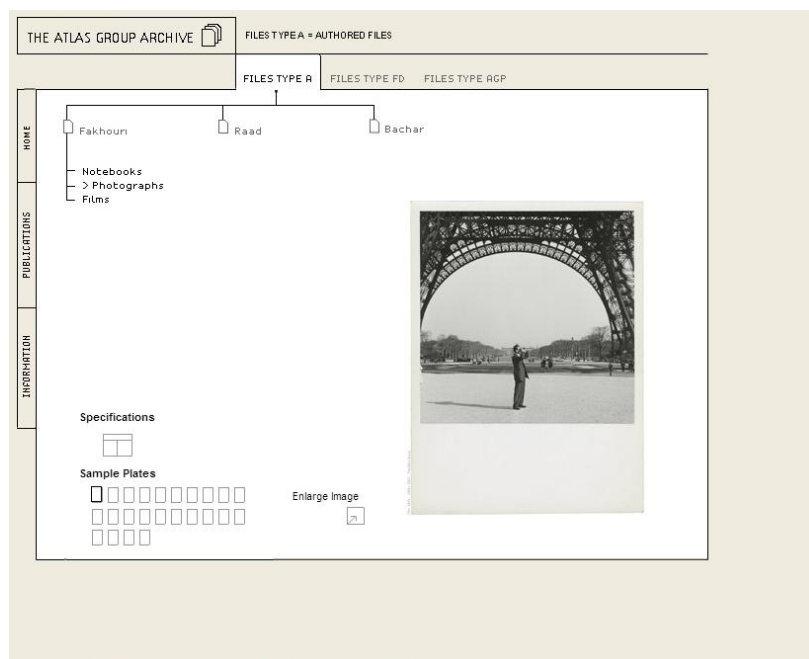 THE ATLAS GROUP ARCHIVE
FILES TYPE A = AUTHORED FILES
FILES TYPE A
FILES TYPE FD
FILES TYPE AGP
HOME
PUBLICATIONS
INFORMATION
Fakhouri
Raad
Bachar
Notebooks
> Photographs
Films
Specifications
Sample Plates
Enlarge Image